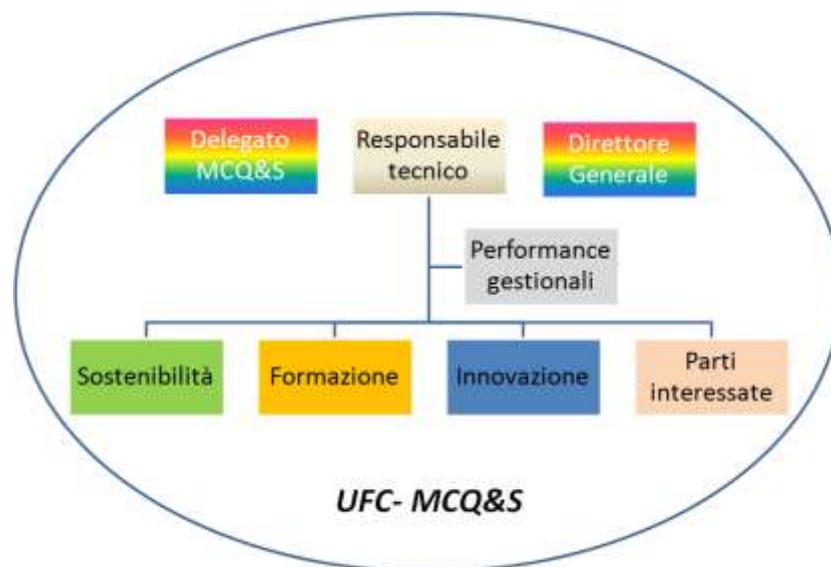 Delegato
MCQ&S
Responsabile
tecnico
Direttore
Generale
Performance
gestionali
Sostenibilità
Formazione
Innovazione
Parti
interessate
UFC- MCQ&S